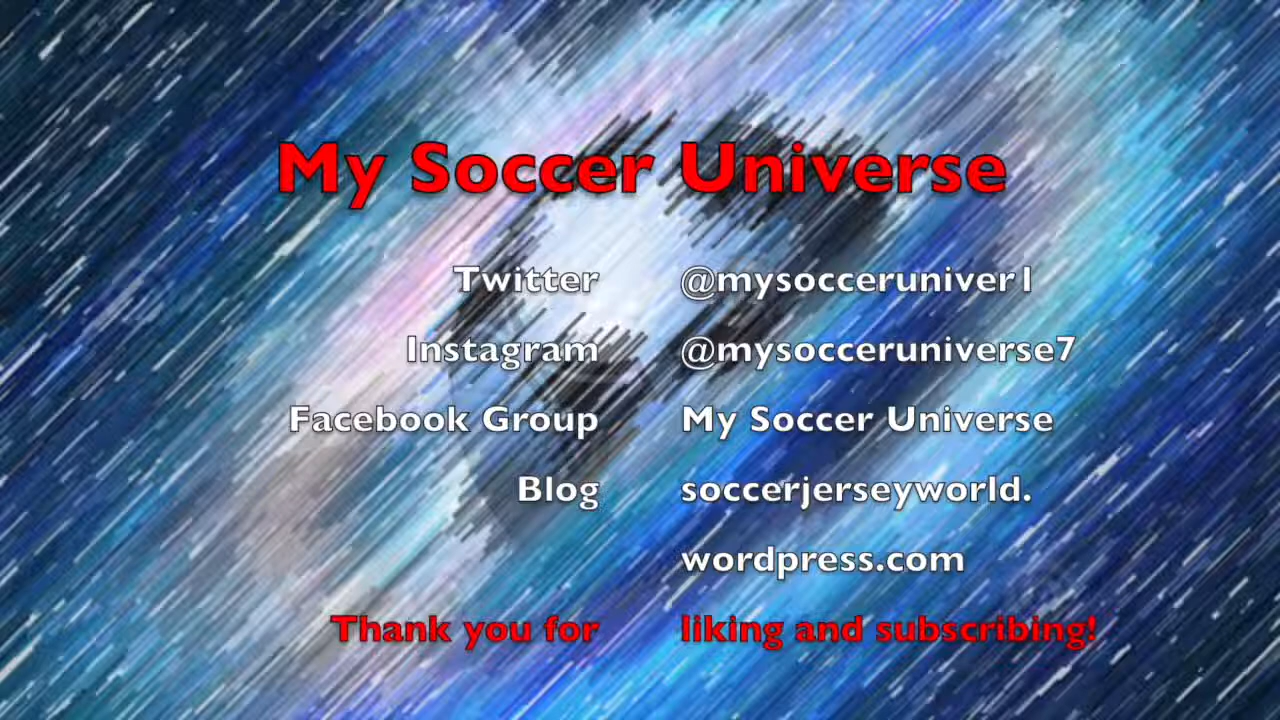 My Soccer Universe
Twitter @mysocceruniver1
Instagram @mysocceruniverse7
Facebook Group My Soccer Universe
Blog soccerjerseyworld.
wordpress.com
Thank you for liking and subscribing!